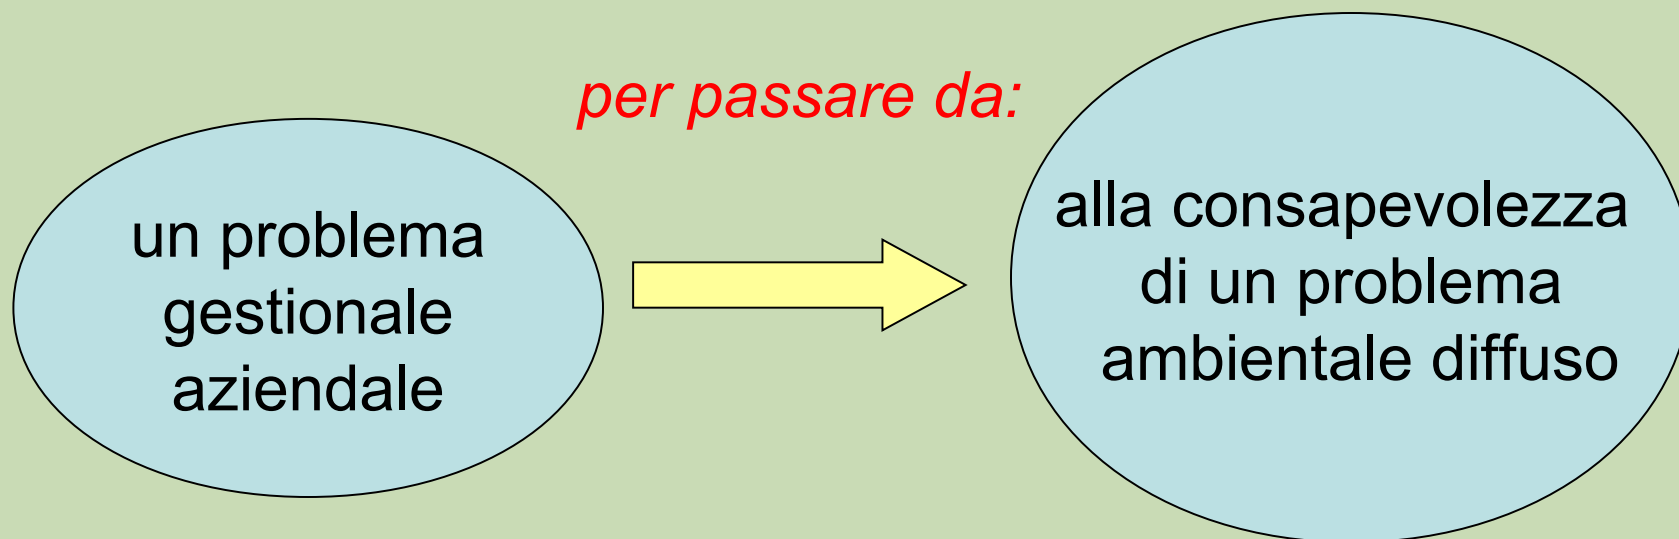 per passare da:
un problema
gestionale
aziendale
alla consapevolezza
di un problema
ambientale diffuso